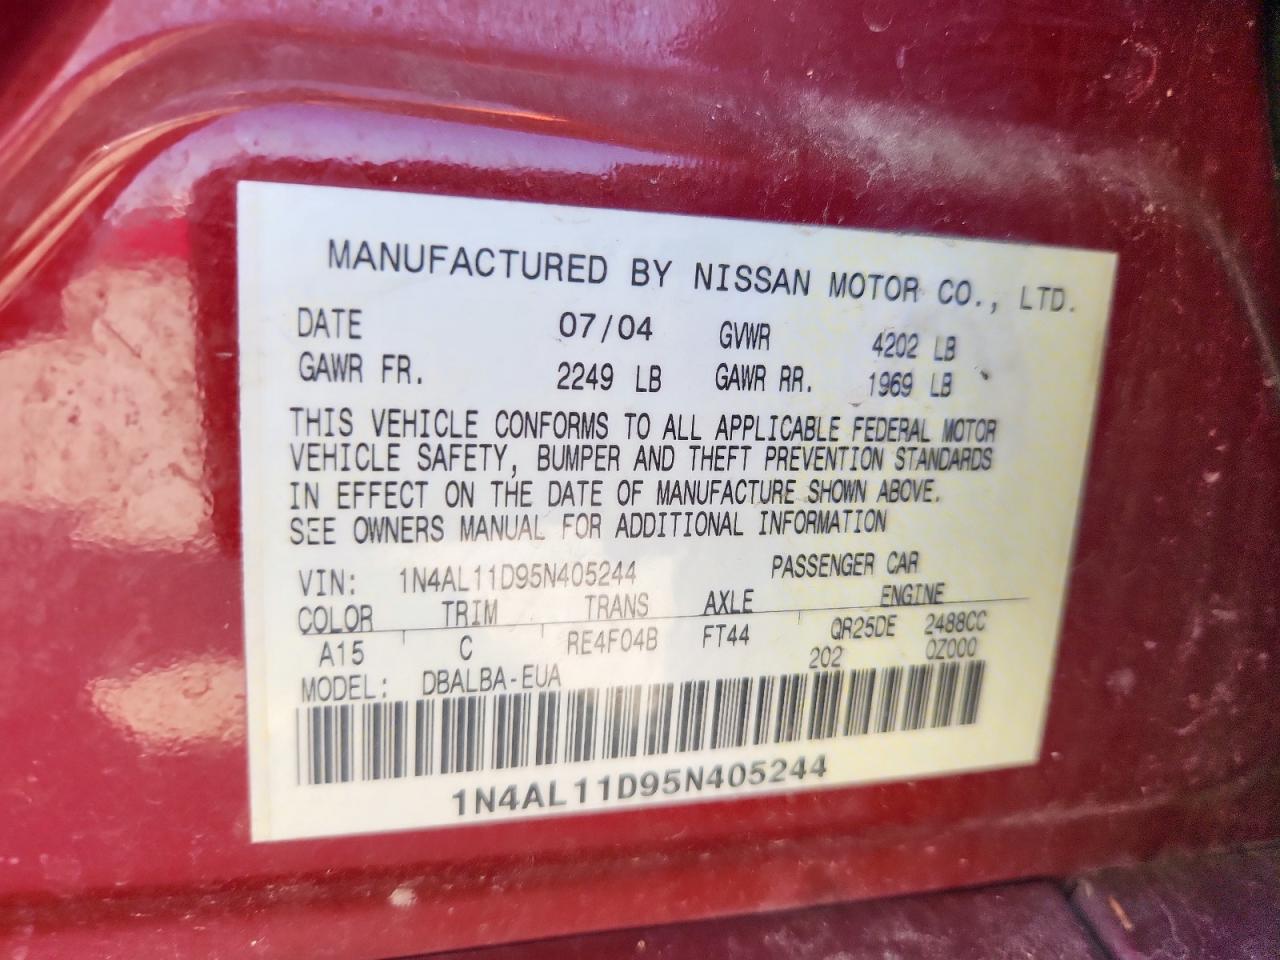 MANUFACTURED BY NISSAN MOTOR CO., LTD.
DATE 07/04 GVWR 4202 LB
GAWR FR. 2249 LB GAWR RR. 1969 LB
THIS VEHICLE CONFORMS TO ALL APPLICABLE FEDERAL MOTOR
VEHICLE SAFETY, BUMPER AND THEFT PREVENTION STANDARDS
IN EFFECT ON THE DATE OF MANUFACTURE SHOWN ABOVE.
SEE OWNERS MANUAL FOR ADDITIONAL INFORMATION
VIN: 1N4AL11D95N405244 PASSENGER CAR
COLOR TRIM TRANS AXLE ENGINE
A15 C RE4F04B FT44 QR25DE 2488CC
202 QZ000
MODEL: DBALBA-EUA
1N4AL11D95N405244